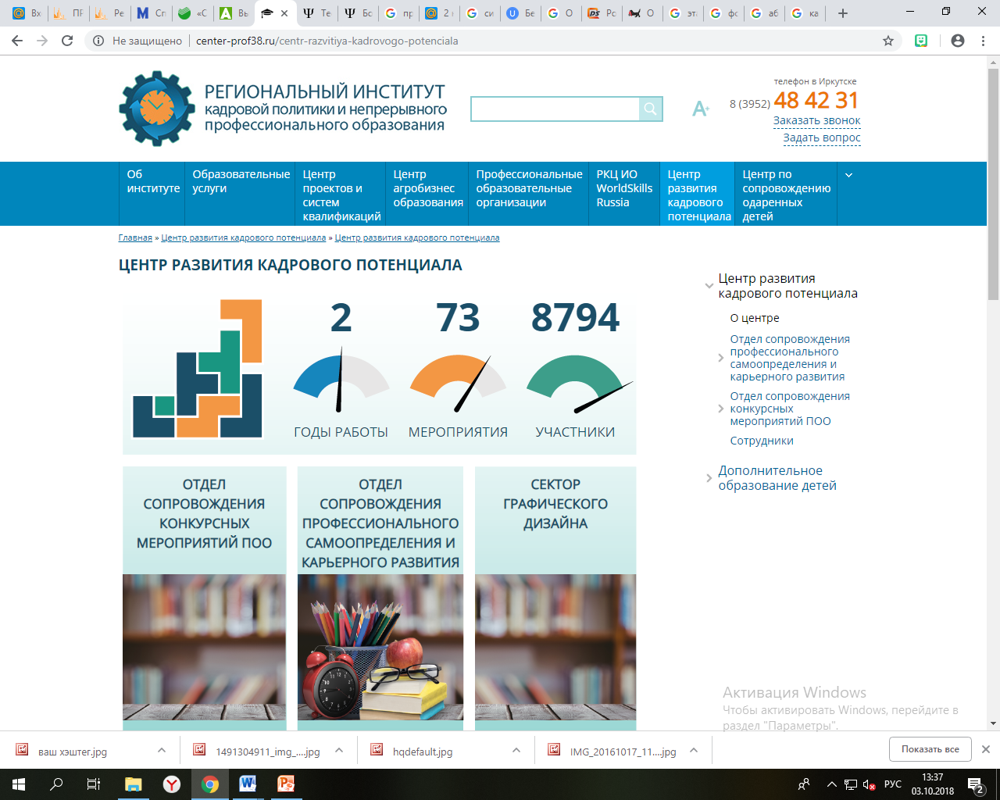 Вх
ПР
Ре
Сп
«С
Вы
Те
Бо
пр
2 н
си
Бе
О
Рс
О
эт
фс
аб
ка
Не защищено
center-prof38.ru/centr-razvitiya-kadrovogo-potenciala
РЕГИОНАЛЬНЫЙ ИНСТИТУТ
кадровой политики и непрерывного
профессионального образования
A+
телефон в Иркутске
8 (3952) 48 42 31
Заказать звонок
Задать вопрос
Об
институте
Образовательные
услуги
Центр
проектов и
систем
квалификаций
Центр
агробизнес
образования
Профессиональные
образовательные
организации
РКЦ ИО
WorldSkills
Russia
Центр
развития
кадрового
потенциала
Центр по
сопровождению
одаренных
детей
Главная » Центр развития кадрового потенциала » Центр развития кадрового потенциала
ЦЕНТР РАЗВИТИЯ КАДРОВОГО ПОТЕНЦИАЛА
2
73
8794
ГОДЫ РАБОТЫ
МЕРОПРИЯТИЯ
УЧАСТНИКИ
ОТДЕЛ
СОПРОВОЖДЕНИЯ
КОНКУРСНЫХ
МЕРОПРИЯТИЙ ПОО
ОТДЕЛ
СОПРОВОЖДЕНИЯ
ПРОФЕССИОНАЛЬНОГО
САМООПРЕДЕЛЕНИЯ И
КАРЬЕРНОГО РАЗВИТИЯ
СЕКТОР
ГРАФИЧЕСКОГО
ДИЗАЙНА
Центр развития
кадрового потенциала
О центре
Отдел сопровождения
профессионального
самоопределения и
карьерного развития
Отдел сопровождения
конкурсных
мероприятий ПОО
Сотрудники
Дополнительное
образование детей
Активация Windows
Чтобы активировать Windows, перейдите в
раздел "Параметры".
ваш хэштег.jpg
1491304911_img_....jpg
hqdefault.jpg
IMG_20161017_11....jpg
Показать все
РУС
13:37
03.10.2018
2